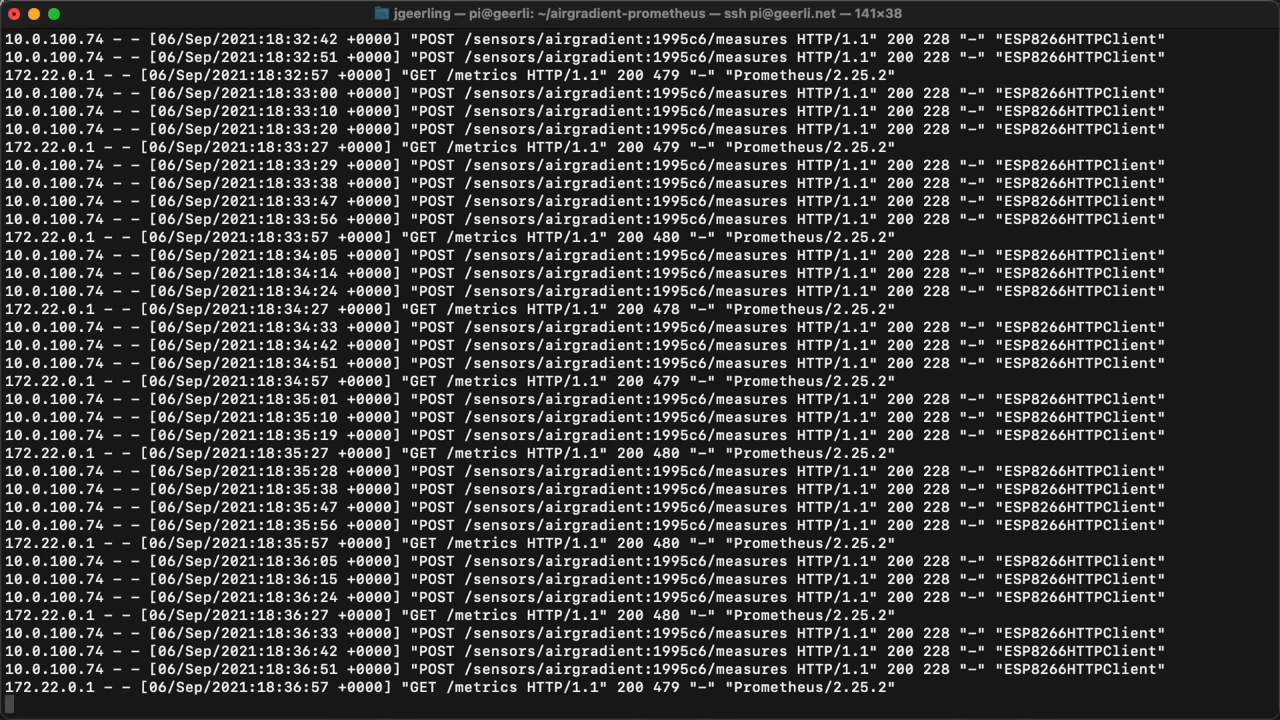 jgeerling — pi@geerli: ~/airgradient-prometheus — ssh pi@geerli.net — 141×38
10.0.100.74 - - [06/Sep/2021:18:32:42 +0000] "POST /sensors/airgradient:1995c6/measures HTTP/1.1" 200 228 "-" "ESP8266HTTPClient"
10.0.100.74 - - [06/Sep/2021:18:32:51 +0000] "POST /sensors/airgradient:1995c6/measures HTTP/1.1" 200 228 "-" "ESP8266HTTPClient"
172.22.0.1 - - [06/Sep/2021:18:32:57 +0000] "GET /metrics HTTP/1.1" 200 479 "-" "Prometheus/2.25.2"
10.0.100.74 - - [06/Sep/2021:18:33:00 +0000] "POST /sensors/airgradient:1995c6/measures HTTP/1.1" 200 228 "-" "ESP8266HTTPClient"
10.0.100.74 - - [06/Sep/2021:18:33:10 +0000] "POST /sensors/airgradient:1995c6/measures HTTP/1.1" 200 228 "-" "ESP8266HTTPClient"
10.0.100.74 - - [06/Sep/2021:18:33:20 +0000] "POST /sensors/airgradient:1995c6/measures HTTP/1.1" 200 228 "-" "ESP8266HTTPClient"
172.22.0.1 - - [06/Sep/2021:18:33:27 +0000] "GET /metrics HTTP/1.1" 200 479 "-" "Prometheus/2.25.2"
10.0.100.74 - - [06/Sep/2021:18:33:29 +0000] "POST /sensors/airgradient:1995c6/measures HTTP/1.1" 200 228 "-" "ESP8266HTTPClient"
10.0.100.74 - - [06/Sep/2021:18:33:38 +0000] "POST /sensors/airgradient:1995c6/measures HTTP/1.1" 200 228 "-" "ESP8266HTTPClient"
10.0.100.74 - - [06/Sep/2021:18:33:47 +0000] "POST /sensors/airgradient:1995c6/measures HTTP/1.1" 200 228 "-" "ESP8266HTTPClient"
10.0.100.74 - - [06/Sep/2021:18:33:56 +0000] "POST /sensors/airgradient:1995c6/measures HTTP/1.1" 200 228 "-" "ESP8266HTTPClient"
172.22.0.1 - - [06/Sep/2021:18:33:57 +0000] "GET /metrics HTTP/1.1" 200 480 "-" "Prometheus/2.25.2"
10.0.100.74 - - [06/Sep/2021:18:34:05 +0000] "POST /sensors/airgradient:1995c6/measures HTTP/1.1" 200 228 "-" "ESP8266HTTPClient"
10.0.100.74 - - [06/Sep/2021:18:34:14 +0000] "POST /sensors/airgradient:1995c6/measures HTTP/1.1" 200 228 "-" "ESP8266HTTPClient"
10.0.100.74 - - [06/Sep/2021:18:34:24 +0000] "POST /sensors/airgradient:1995c6/measures HTTP/1.1" 200 228 "-" "ESP8266HTTPClient"
172.22.0.1 - - [06/Sep/2021:18:34:27 +0000] "GET /metrics HTTP/1.1" 200 478 "-" "Prometheus/2.25.2"
10.0.100.74 - - [06/Sep/2021:18:34:33 +0000] "POST /sensors/airgradient:1995c6/measures HTTP/1.1" 200 228 "-" "ESP8266HTTPClient"
10.0.100.74 - - [06/Sep/2021:18:34:42 +0000] "POST /sensors/airgradient:1995c6/measures HTTP/1.1" 200 228 "-" "ESP8266HTTPClient"
10.0.100.74 - - [06/Sep/2021:18:34:51 +0000] "POST /sensors/airgradient:1995c6/measures HTTP/1.1" 200 228 "-" "ESP8266HTTPClient"
172.22.0.1 - - [06/Sep/2021:18:34:57 +0000] "GET /metrics HTTP/1.1" 200 479 "-" "Prometheus/2.25.2"
10.0.100.74 - - [06/Sep/2021:18:35:01 +0000] "POST /sensors/airgradient:1995c6/measures HTTP/1.1" 200 228 "-" "ESP8266HTTPClient"
10.0.100.74 - - [06/Sep/2021:18:35:10 +0000] "POST /sensors/airgradient:1995c6/measures HTTP/1.1" 200 228 "-" "ESP8266HTTPClient"
10.0.100.74 - - [06/Sep/2021:18:35:19 +0000] "POST /sensors/airgradient:1995c6/measures HTTP/1.1" 200 228 "-" "ESP8266HTTPClient"
172.22.0.1 - - [06/Sep/2021:18:35:27 +0000] "GET /metrics HTTP/1.1" 200 480 "-" "Prometheus/2.25.2"
10.0.100.74 - - [06/Sep/2021:18:35:28 +0000] "POST /sensors/airgradient:1995c6/measures HTTP/1.1" 200 228 "-" "ESP8266HTTPClient"
10.0.100.74 - - [06/Sep/2021:18:35:38 +0000] "POST /sensors/airgradient:1995c6/measures HTTP/1.1" 200 228 "-" "ESP8266HTTPClient"
10.0.100.74 - - [06/Sep/2021:18:35:47 +0000] "POST /sensors/airgradient:1995c6/measures HTTP/1.1" 200 228 "-" "ESP8266HTTPClient"
10.0.100.74 - - [06/Sep/2021:18:35:56 +0000] "POST /sensors/airgradient:1995c6/measures HTTP/1.1" 200 228 "-" "ESP8266HTTPClient"
172.22.0.1 - - [06/Sep/2021:18:35:57 +0000] "GET /metrics HTTP/1.1" 200 480 "-" "Prometheus/2.25.2"
10.0.100.74 - - [06/Sep/2021:18:36:05 +0000] "POST /sensors/airgradient:1995c6/measures HTTP/1.1" 200 228 "-" "ESP8266HTTPClient"
10.0.100.74 - - [06/Sep/2021:18:36:15 +0000] "POST /sensors/airgradient:1995c6/measures HTTP/1.1" 200 228 "-" "ESP8266HTTPClient"
10.0.100.74 - - [06/Sep/2021:18:36:24 +0000] "POST /sensors/airgradient:1995c6/measures HTTP/1.1" 200 228 "-" "ESP8266HTTPClient"
172.22.0.1 - - [06/Sep/2021:18:36:27 +0000] "GET /metrics HTTP/1.1" 200 480 "-" "Prometheus/2.25.2"
10.0.100.74 - - [06/Sep/2021:18:36:33 +0000] "POST /sensors/airgradient:1995c6/measures HTTP/1.1" 200 228 "-" "ESP8266HTTPClient"
10.0.100.74 - - [06/Sep/2021:18:36:42 +0000] "POST /sensors/airgradient:1995c6/measures HTTP/1.1" 200 228 "-" "ESP8266HTTPClient"
10.0.100.74 - - [06/Sep/2021:18:36:51 +0000] "POST /sensors/airgradient:1995c6/measures HTTP/1.1" 200 228 "-" "ESP8266HTTPClient"
172.22.0.1 - - [06/Sep/2021:18:36:57 +0000] "GET /metrics HTTP/1.1" 200 479 "-" "Prometheus/2.25.2"